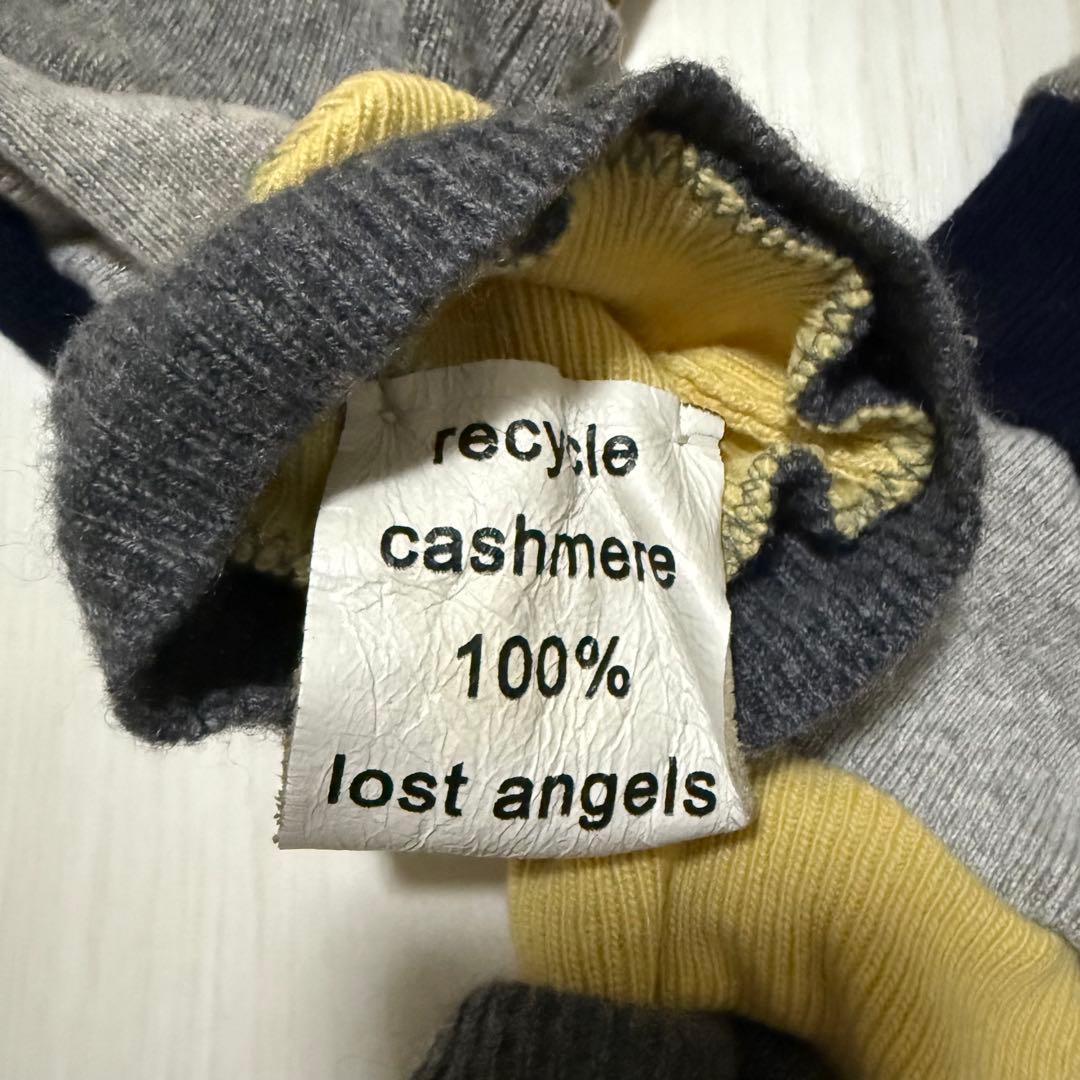 recycle
cashmere
100%
lost angels